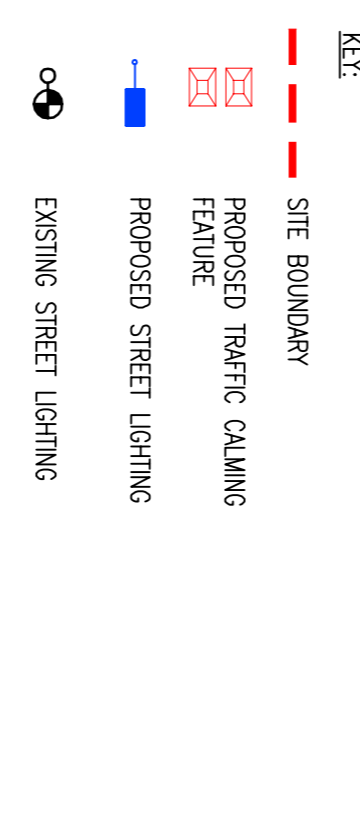 KEY:
SITE BOUNDARY
PROPOSED TRAFFIC CALMING
FEATURE
PROPOSED STREET LIGHTING
EXISTING STREET LIGHTING